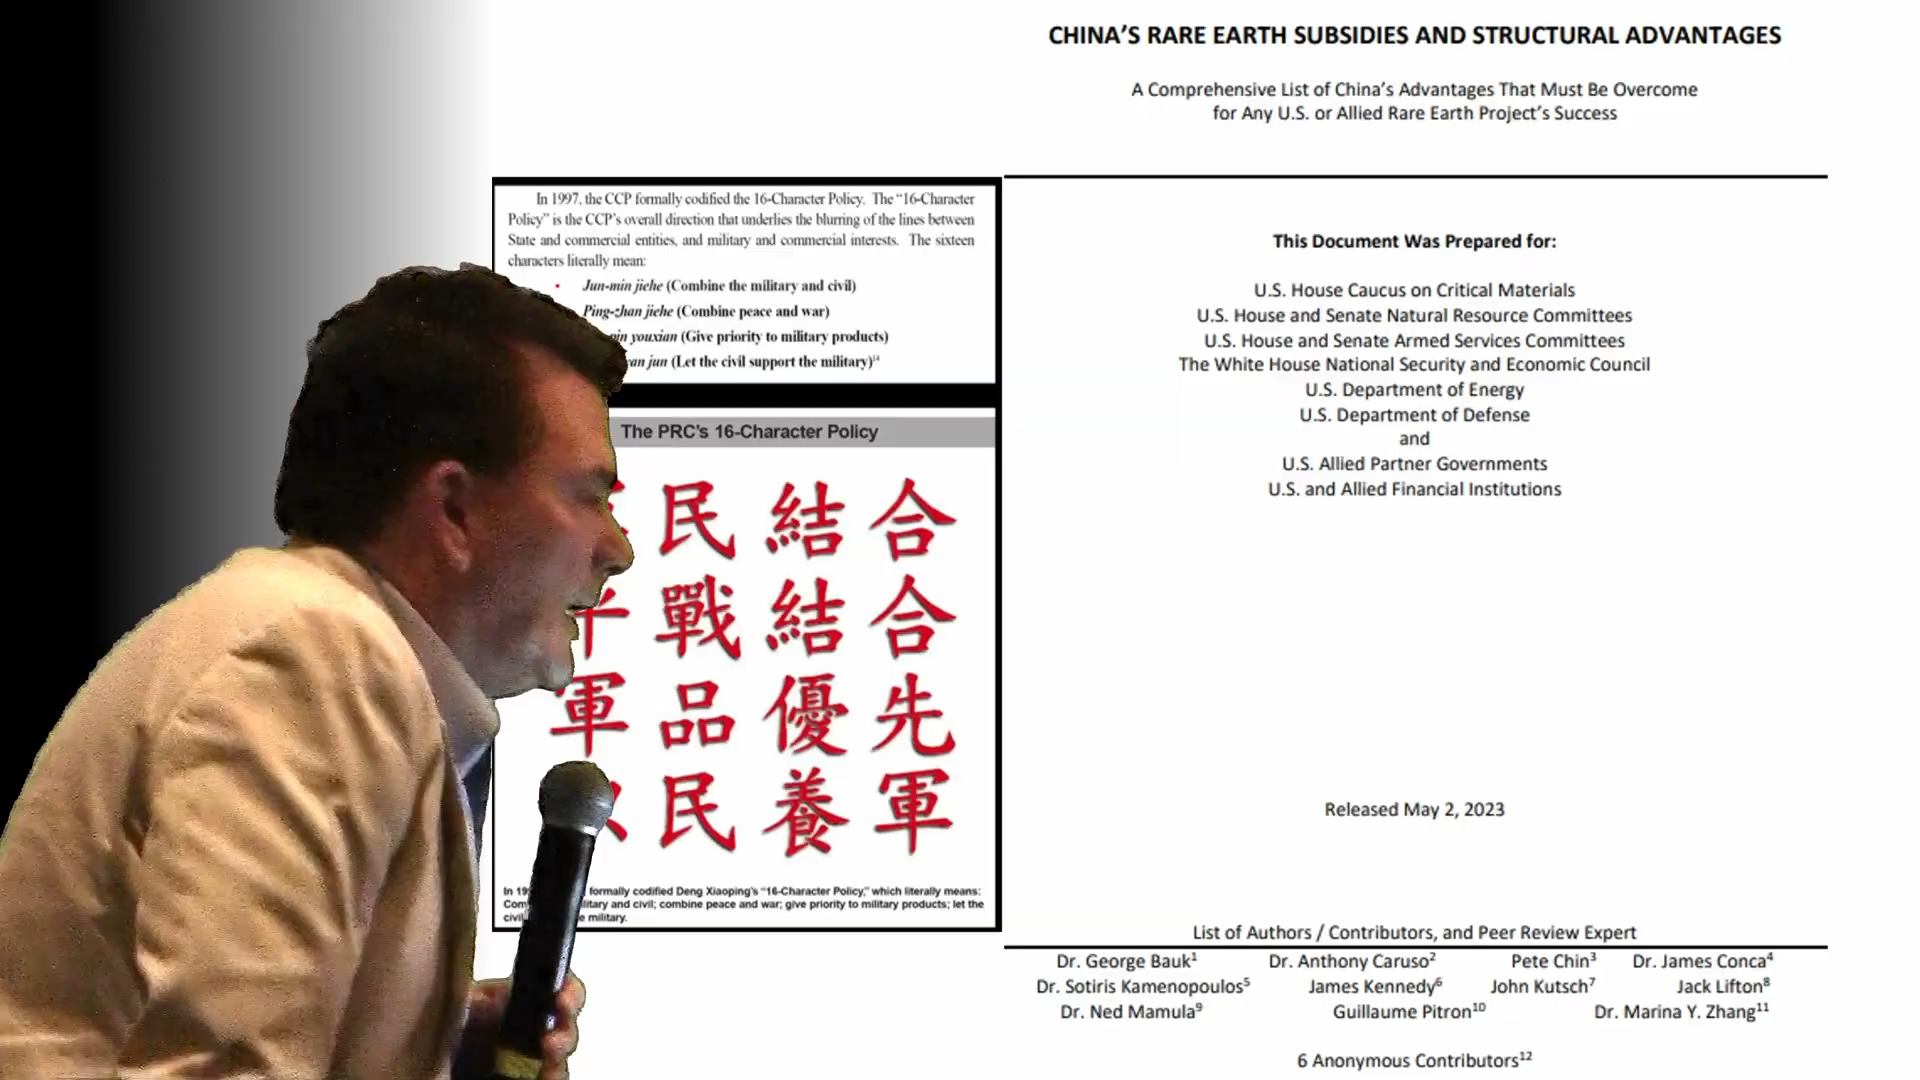 CHINA'S RARE EARTH SUBSIDIES AND STRUCTURAL ADVANTAGES
A Comprehensive List of China's Advantages That Must Be Overcome
for Any U.S. or Allied Rare Earth Project's Success
In 1997, the CCP formally codified the 16-Character Policy. The "16-Character
Policy" is the CCP's overall direction that underlies the blurring of the lines between
State and commercial entities, and military and commercial interests. The sixteen
characters literally mean:
• Jun-min jiehe (Combine the military and civil)
Ping-zhan jiehe (Combine peace and war)
youxian (Give priority to military products)
jun (Let the civil support the military)14
The PRC's 16-Character Policy
民 結 合
戰 結 合
軍 品 優 先
民 養 軍
In formally codified Deng Xiaoping's "16-Character Policy," which literally means:
and civil; combine peace and war; give priority to military products; let the
military.
This Document Was Prepared for:
U.S. House Caucus on Critical Materials
U.S. House and Senate Natural Resource Committees
U.S. House and Senate Armed Services Committees
The White House National Security and Economic Council
U.S. Department of Energy
U.S. Department of Defense
and
U.S. Allied Partner Governments
U.S. and Allied Financial Institutions
Released May 2, 2023
List of Authors / Contributors, and Peer Review Expert
Dr. George Bauk1 Dr. Anthony Caruso2 Pete Chin3 Dr. James Conca4
Dr. Sotiris Kamenopoulos5 James Kennedy6 John Kutsch7 Jack Lifton8
Dr. Ned Mamula9 Guillaume Pitron10 Dr. Marina Y. Zhang11
6 Anonymous Contributors12